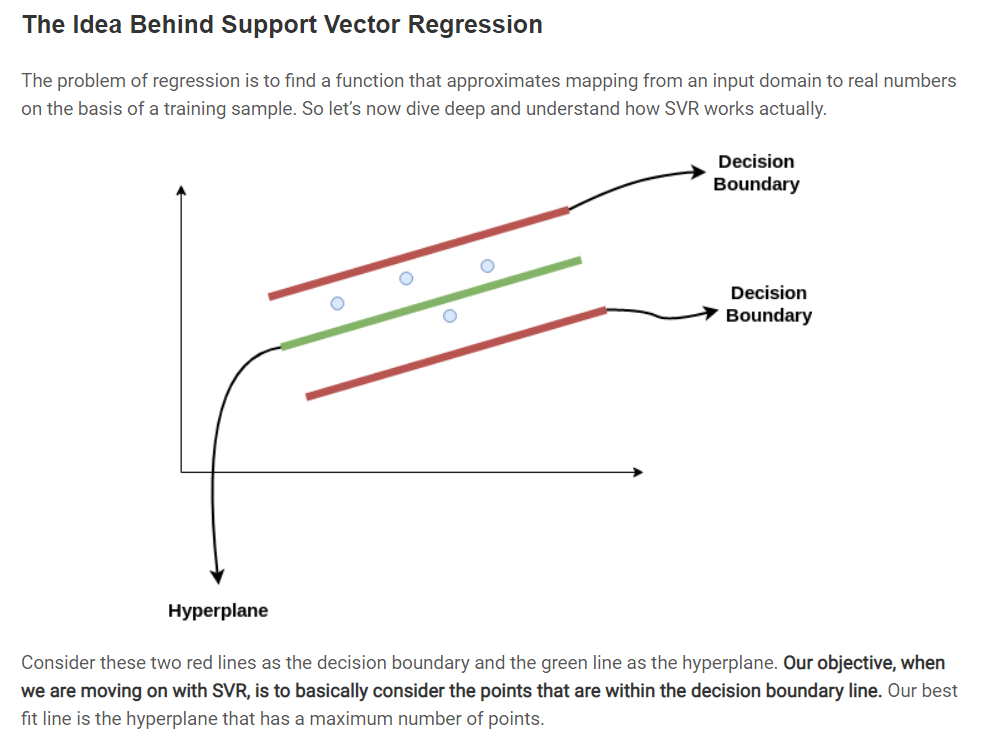 The Idea Behind Support Vector Regression
The problem of regression is to find a function that approximates mapping from an input domain to real numbers
on the basis of a training sample. So let’s now dive deep and understand how SVR works actually.
Decision
Boundary
Decision
Boundary
Hyperplane
Consider these two red lines as the decision boundary and the green line as the hyperplane. Our objective, when
we are moving on with SVR, is to basically consider the points that are within the decision boundary line. Our best
fit line is the hyperplane that has a maximum number of points.